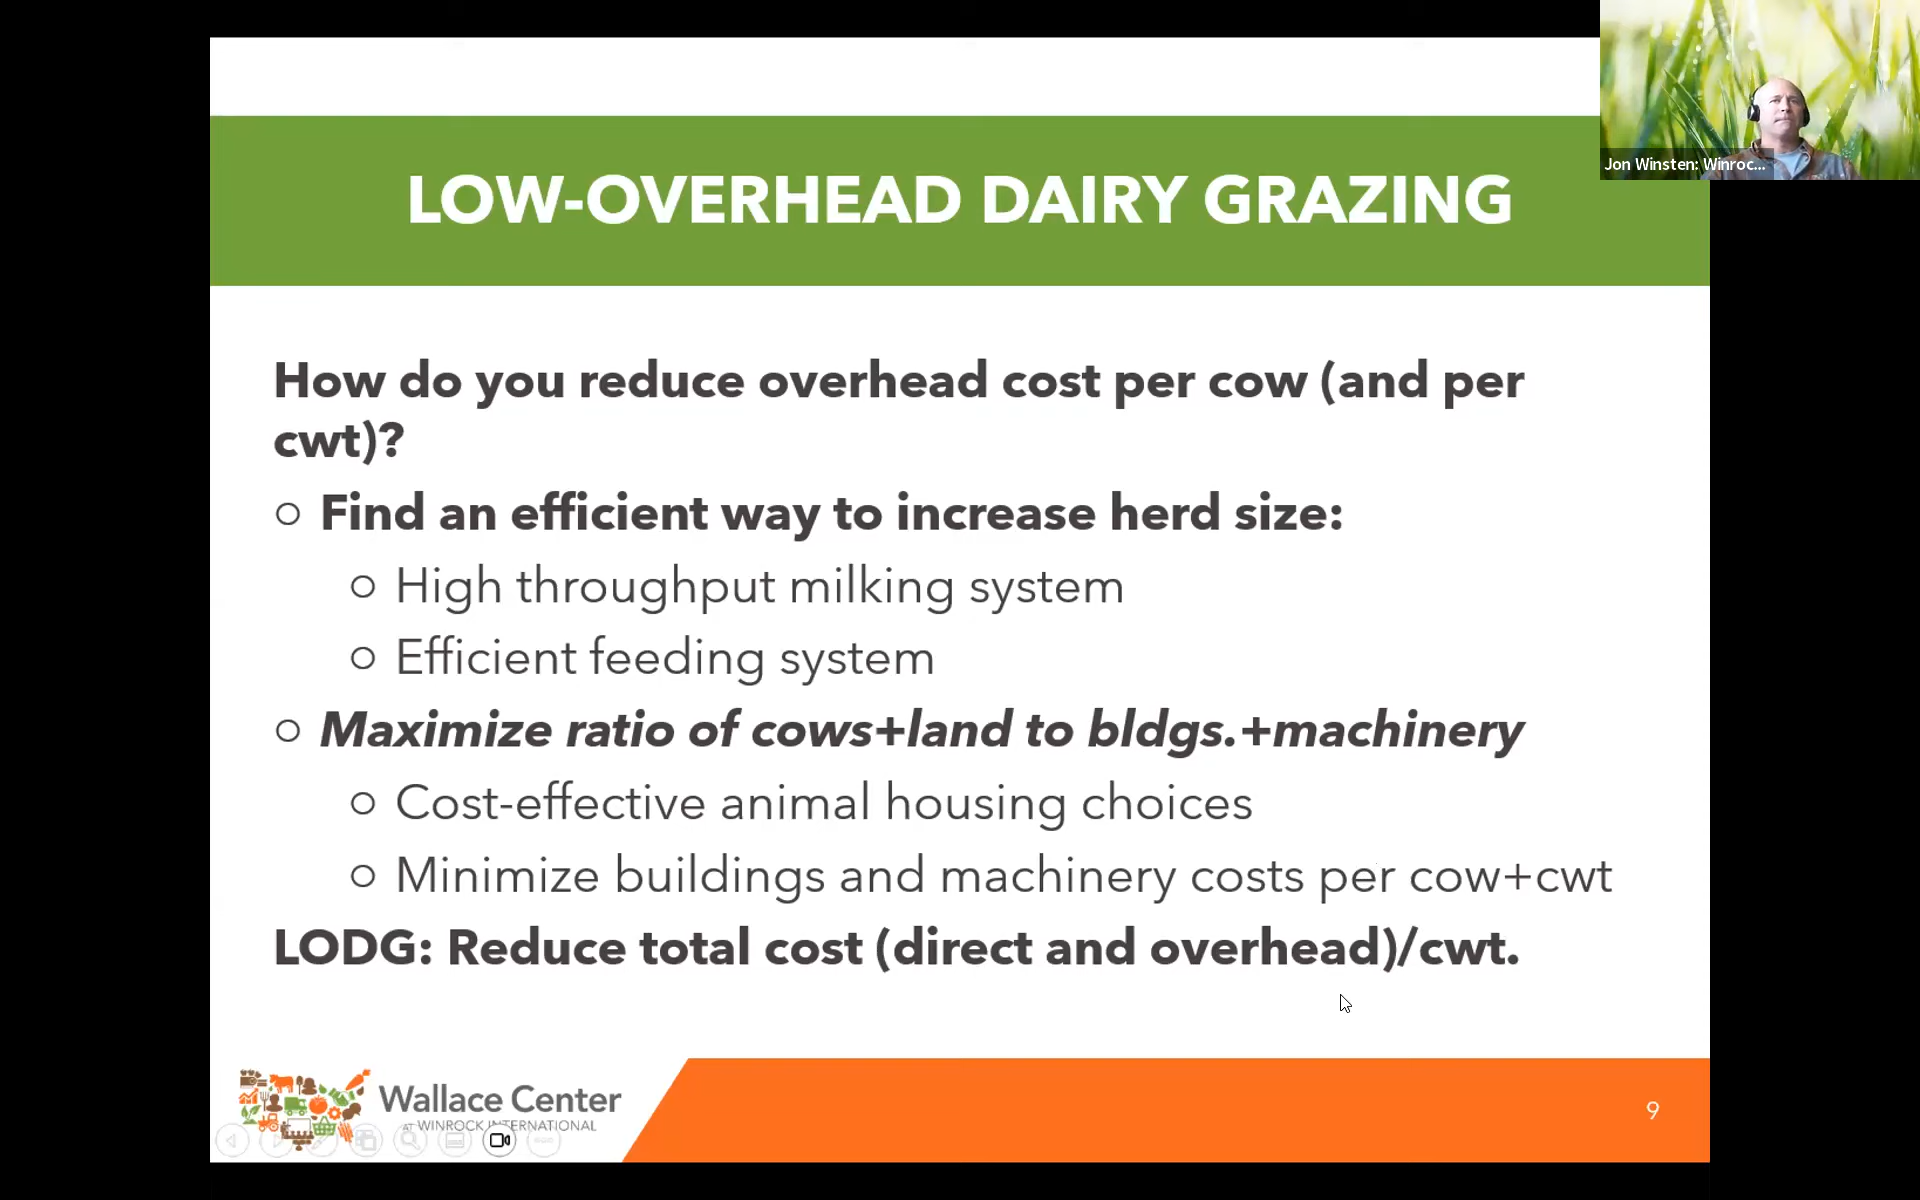 Jon Winsten: Winroc...
LOW-OVERHEAD DAIRY GRAZING
How do you reduce overhead cost per cow (and per
cwt)?
Find an efficient way to increase herd size:
High throughput milking system
Efficient feeding system
Maximize ratio of cows+land to bldgs.+machinery
Cost-effective animal housing choices
Minimize buildings and machinery costs per cow+cwt
LODG: Reduce total cost (direct and overhead)/cwt.
Wallace Center
AT WINROCK INTERNATIONAL
9